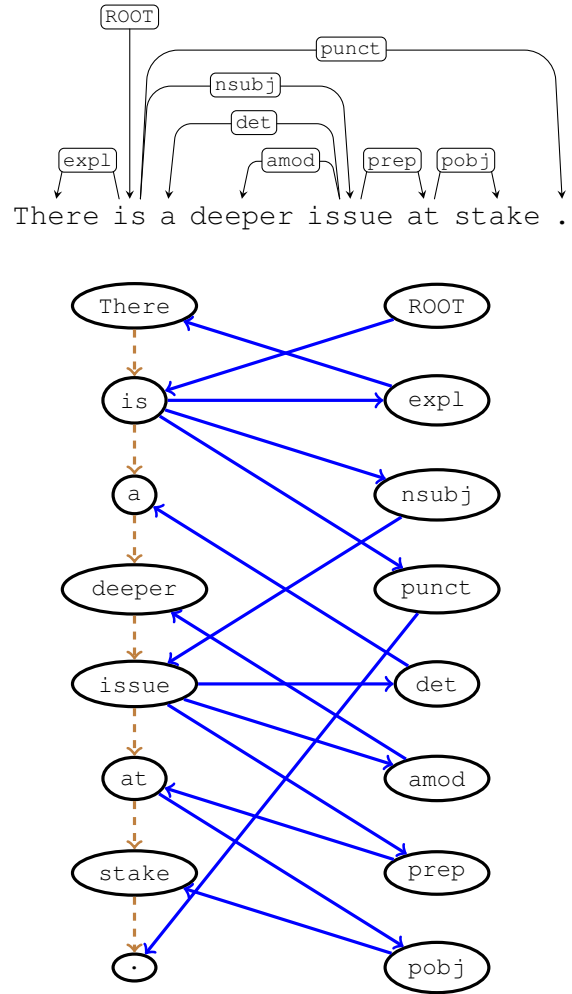 ROOT
punct
nsubj
det
expl amod prep pobj
There is a deeper issue at stake .
There ROOT
is expl
a nsubj
deeper punct
issue det
at amod
stake prep
. pobj